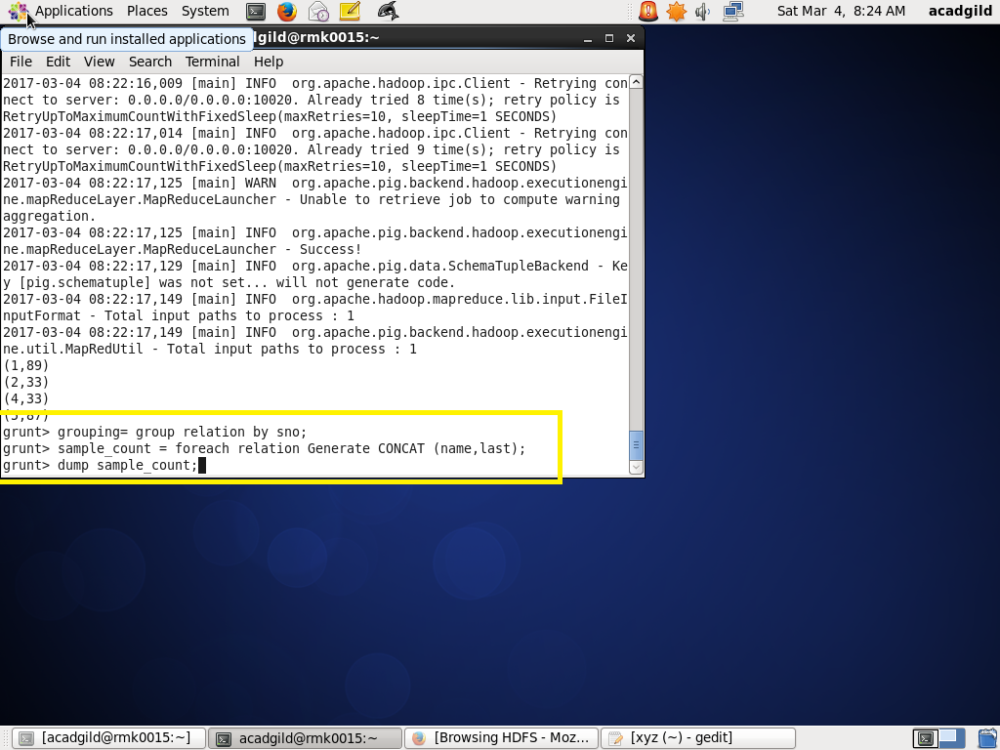 Applications Places System Sat Mar 4, 8:24 AM acadgild
Browse and run installed applications
dgild@rmk0015:~
File Edit View Search Terminal Help
2017-03-04 08:22:16,009 [main] INFO  org.apache.hadoop.ipc.Client - Retrying con
nect to server: 0.0.0.0/0.0.0.0:10020. Already tried 8 time(s); retry policy is
RetryUpToMaximumCountWithFixedSleep(maxRetries=10, sleepTime=1 SECONDS)
2017-03-04 08:22:17,014 [main] INFO  org.apache.hadoop.ipc.Client - Retrying con
nect to server: 0.0.0.0/0.0.0.0:10020. Already tried 9 time(s); retry policy is
RetryUpToMaximumCountWithFixedSleep(maxRetries=10, sleepTime=1 SECONDS)
2017-03-04 08:22:17,125 [main] WARN  org.apache.pig.backend.hadoop.executionengi
ne.mapReduceLayer.MapReduceLauncher - Unable to retrieve job to compute warning
aggregation.
2017-03-04 08:22:17,125 [main] INFO  org.apache.pig.backend.hadoop.executionengi
ne.mapReduceLayer.MapReduceLauncher - Success!
2017-03-04 08:22:17,129 [main] INFO  org.apache.pig.data.SchemaTupleBackend - Ke
y [pig.schematuple] was not set... will not generate code.
2017-03-04 08:22:17,149 [main] INFO  org.apache.hadoop.mapreduce.lib.input.FileI
nputFormat - Total input paths to process : 1
2017-03-04 08:22:17,149 [main] INFO  org.apache.pig.backend.hadoop.executionengi
ne.util.MapRedUtil - Total input paths to process : 1
(1,89)
(2,33)
(4,33)
grunt> grouping= group relation by sno;
grunt> sample_count = foreach relation Generate CONCAT (name,last);
grunt> dump sample_count;
[acadgild@rmk0015:~] acadgild@rmk0015:~ [Browsing HDFS - Moz... [xyz (~) - gedit]